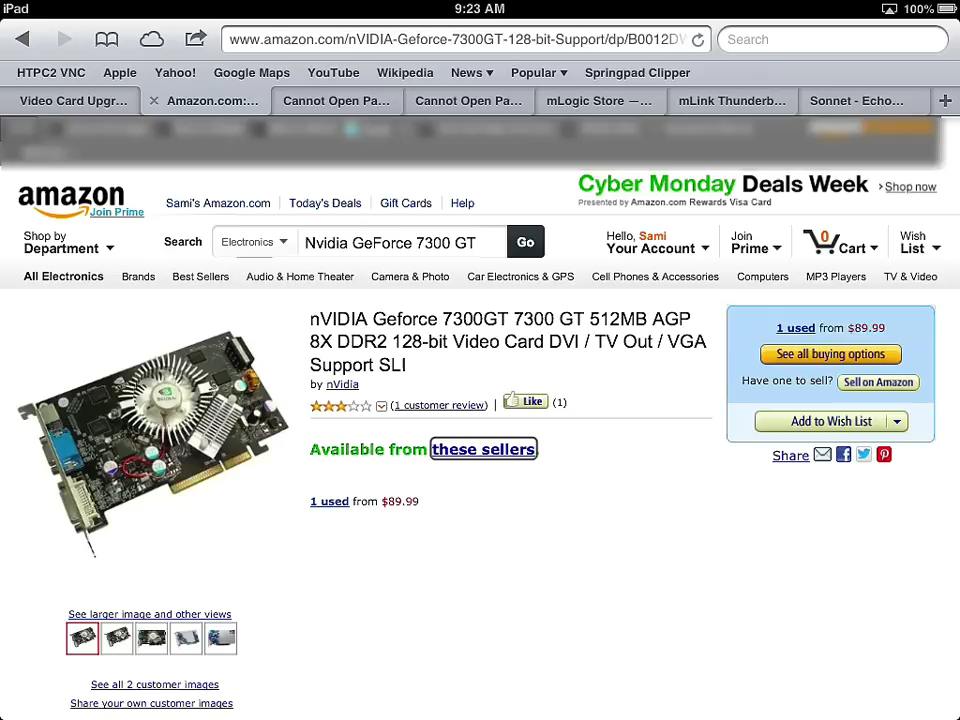 iPad 9:23 AM 100%
www.amazon.com/nVIDIA-Geforce-7300GT-128-bit-Support/dp/B0012DV Search
HTPC2 VNC Apple Yahoo! Google Maps YouTube Wikipedia News Popular Springpad Clipper
Video Card Upgr... Amazon.com:... Cannot Open Pa... Cannot Open Pa... mLogic Store —... mLink Thunderb... Sonnet - Echo...
amazon
Join Prime
Sami's Amazon.com Today's Deals Gift Cards Help
Cyber Monday Deals Week Shop now
Presented by Amazon.com Rewards Visa Card
Shop by
Department
Search Electronics Nvidia GeForce 7300 GT Go
Hello, Sami
Your Account
Join
Prime
0
Cart
Wish
List
All Electronics Brands Best Sellers Audio & Home Theater Camera & Photo Car Electronics & GPS Cell Phones & Accessories Computers MP3 Players TV & Video
nVIDIA Geforce 7300GT 7300 GT 512MB AGP
8X DDR2 128-bit Video Card DVI / TV Out / VGA
Support SLI
by nVidia
(1 customer review) | Like (1)
Available from these sellers.
1 used from $89.99
1 used from $89.99
See all buying options
Have one to sell? Sell on Amazon
Add to Wish List
Share
See larger image and other views
See all 2 customer images
Share your own customer images